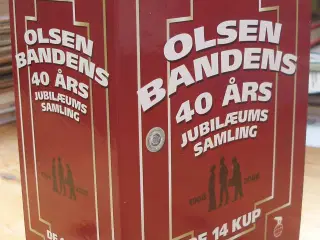 OLSEN
BANDENS
40 ÅRS
JUBILÆUMS
SAMLING
OLSEN
BANDENS
40 ÅRS
JUBILÆUMS
SAMLING
DE 14 KUP